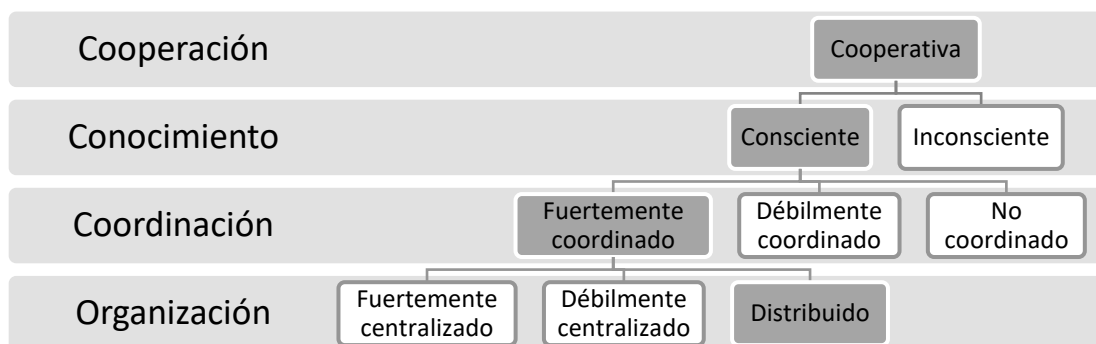 Cooperación
Cooperativa
Conocimiento
Consciente
Inconsciente
Coordinación
Fuertemente
coordinado
Débilmente
coordinado
No
coordinado
Organización
Fuertemente
centralizado
Débilmente
centralizado
Distribuido